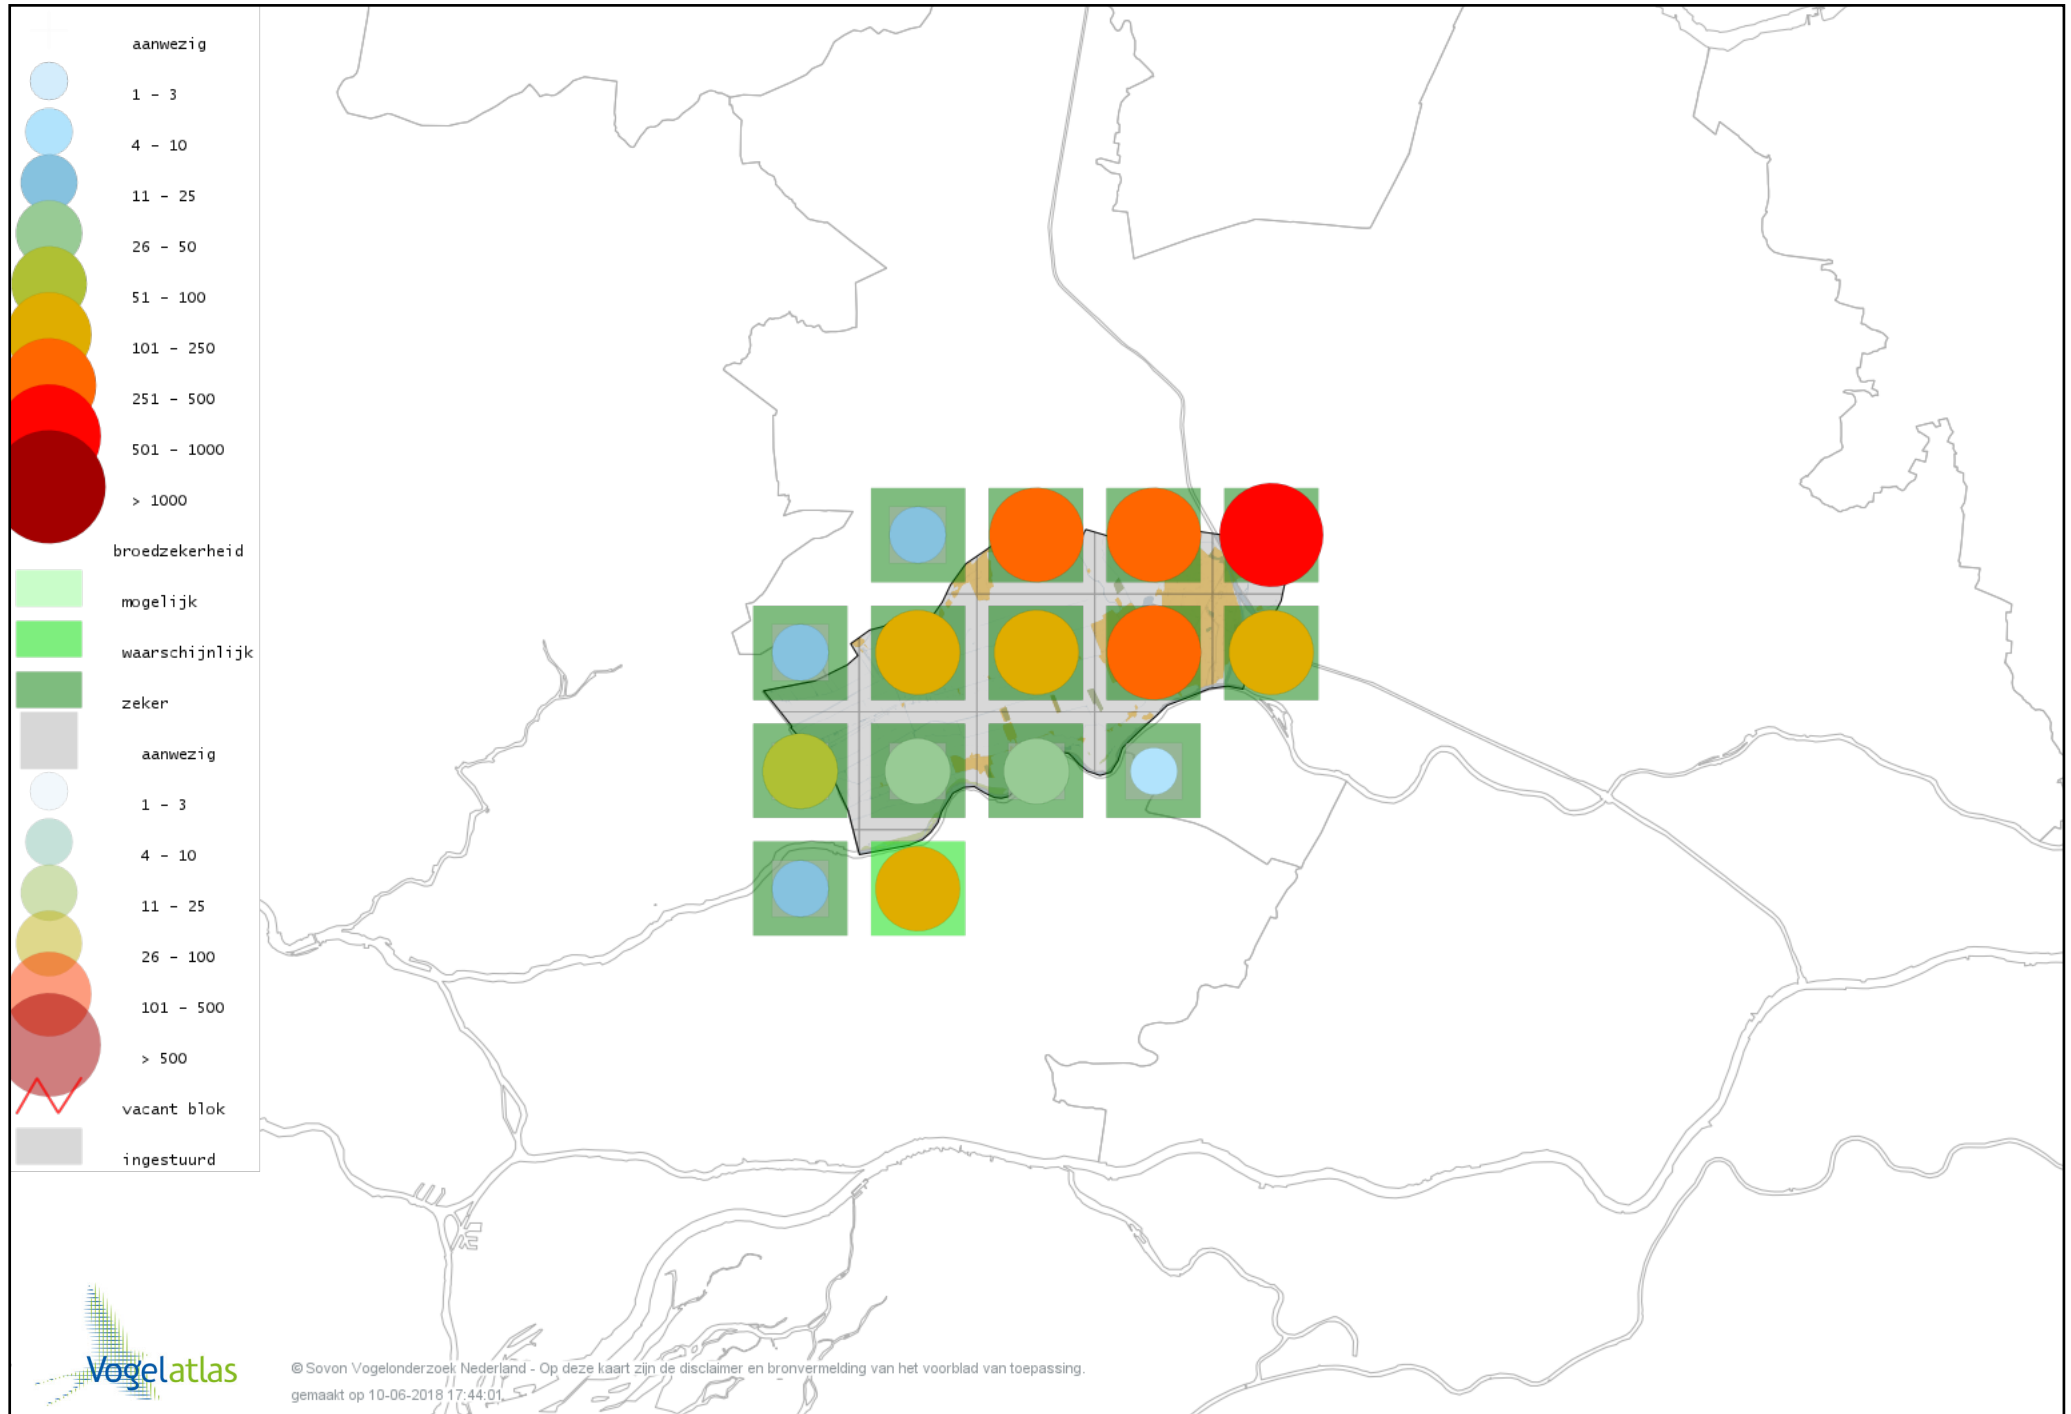 aanwezig
1 - 3
4 - 10
11 - 25
26 - 50
51 - 100
101 - 250
251 - 500
501 - 1000
> 1000
broedzekerheid
mogelijk
waarschijnlijk
zeker
aanwezig
1 - 3
4 - 10
11 - 25
26 - 100
101 - 500
> 500
vacant blok
ingestuurd
Vogelatlas
© Sovon Vogelonderzoek Nederland - Op deze kaart zijn de disclaimer en bronvermelding van het voorblad van toepassing.
gemaakt op 10-06-2018 17:44:01